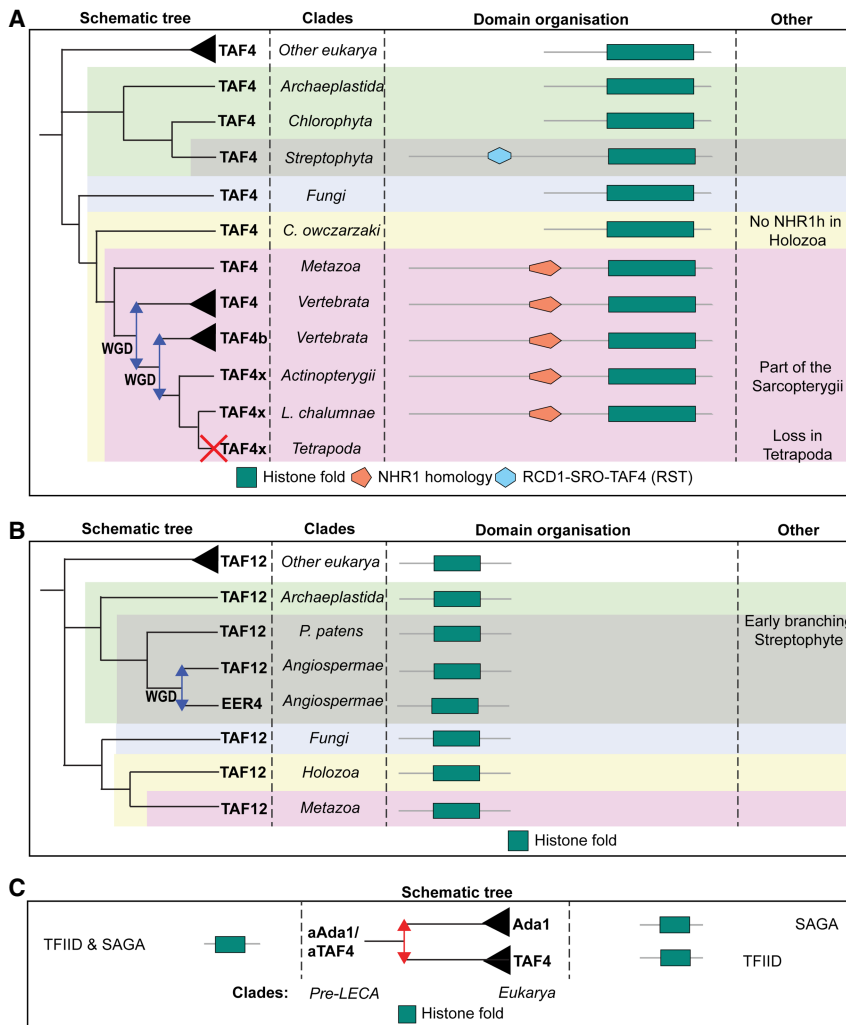 A
Schematic tree Clades Domain organisation Other
TAF4 Other eukarya
TAF4 Archaeplastida
TAF4 Chlorophyta
TAF4 Streptophyta
TAF4 Fungi
TAF4 C. owczarzaki No NHR1h in
Holozoa
TAF4 Metazoa
TAF4 Vertebrata
WGD TAF4b Vertebrata
WGD TAF4x Actinopterygii Part of the
Sarcopterygii
TAF4x L. chalumnae
TAF4x Tetrapoda Loss in
Tetrapoda
Histone fold NHR1 homology RCD1-SRO-TAF4 (RST)
B
Schematic tree Clades Domain organisation Other
TAF12 Other eukarya
TAF12 Archaeplastida
TAF12 P. patens Early branching
Streptophyte
TAF12 Angiospermae
WGD EER4 Angiospermae
TAF12 Fungi
TAF12 Holozoa
TAF12 Metazoa
Histone fold
C
Schematic tree
TFIID & SAGA aAda1/
aTAF4 Ada1 SAGA
TAF4 TFIID
Clades: Pre-LECA Eukarya
Histone fold